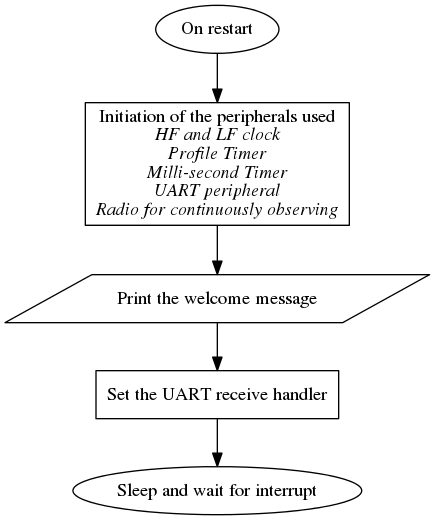 On restart
Initiation of the peripherals used
HF and LF clock
Profile Timer
Milli-second Timer
UART peripheral
Radio for continuously observing
Print the welcome message
Set the UART receive handler
Sleep and wait for interrupt